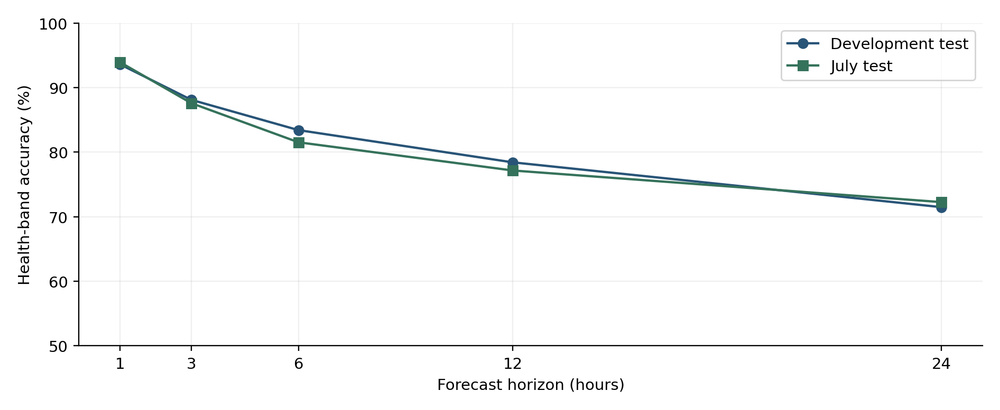 100
90
80
70
60
50
Health-band accuracy (%)
Development test
July test
1 3 6 12 24
Forecast horizon (hours)